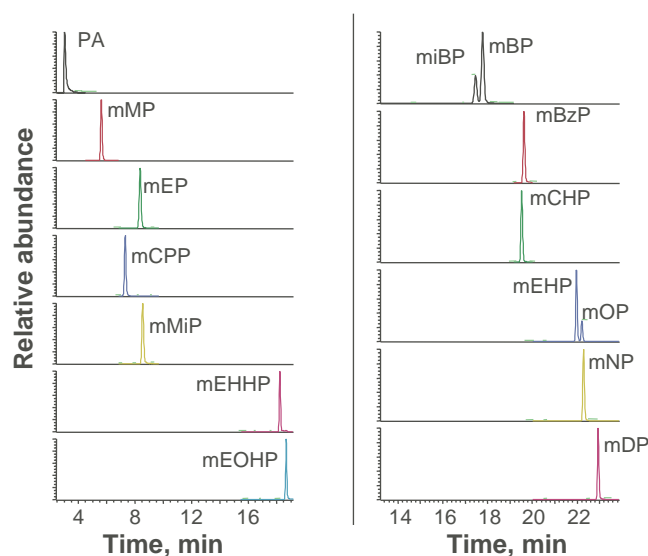 PA
mMP
mEP
mCPP
mMiP
mEHHP
mEOHP
4 8 12 16
Time, min
Relative abundance
miBP
mBP
mBzP
mCHP
mEHP
mOP
mNP
mDP
14 16 18 20 22
Time, min